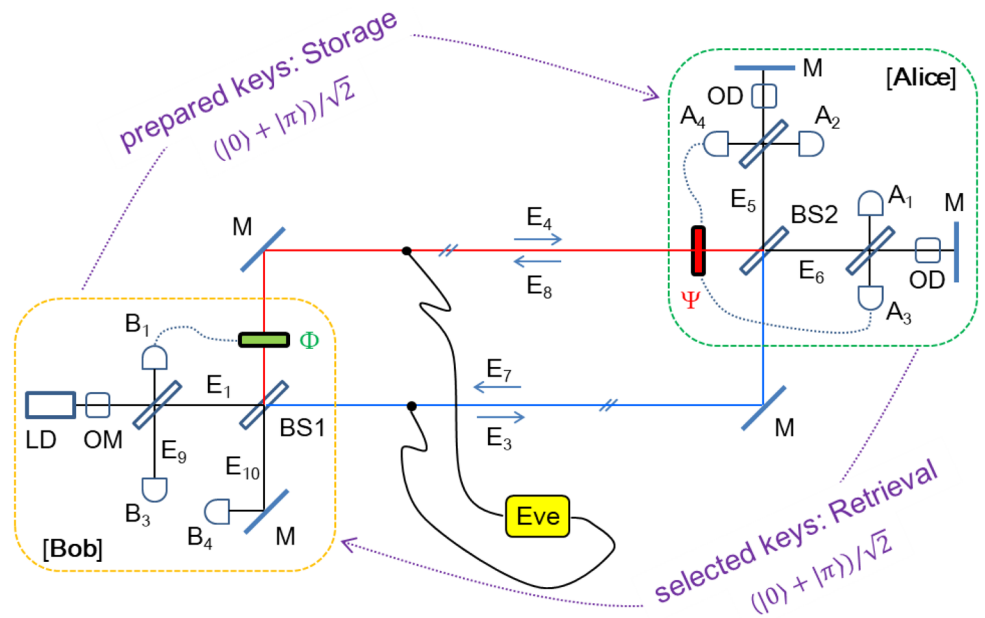 prepared keys: Storage
(|0⟩ + |π⟩)/√2
[Alice]
M
OD
A4
A2
E5
BS2
A1
M
E6
OD
A3
Ψ
M
E4
E8
B1
Φ
E1
LD
OM
BS1
E9
E10
B3
B4
M
[Bob]
E7
E3
M
Eve
selected keys: Retrieval
(|0⟩ + |π⟩)/√2